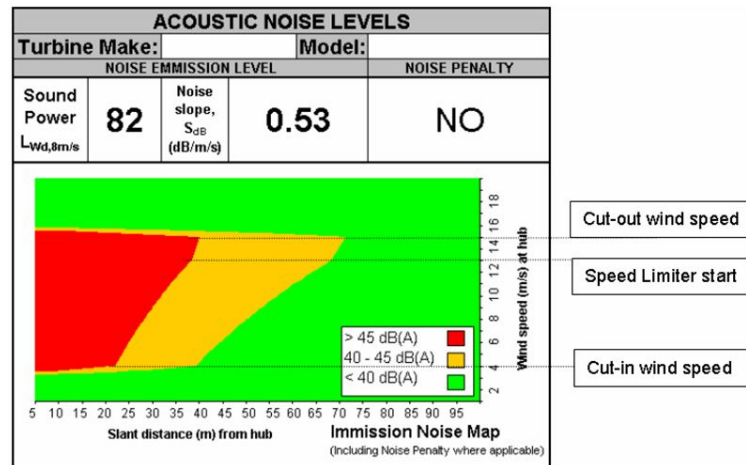 ACOUSTIC NOISE LEVELS
Turbine Make: Model:
NOISE EMMISSION LEVEL NOISE PENALTY
Sound Power LWd,8m/s 82 Noise slope, SdB (dB/m/s) 0.53 NO
18
16
14
12
10
8
6
4
2
Wind speed (m/s) at hub
Cut-out wind speed
Speed Limiter start
Cut-in wind speed
> 45 dB(A)
40 - 45 dB(A)
< 40 dB(A)
5 10 15 20 25 30 35 40 45 50 55 60 65 70 75 80 85 90 95
Slant distance (m) from hub
Immission Noise Map
(Including Noise Penalty where applicable)